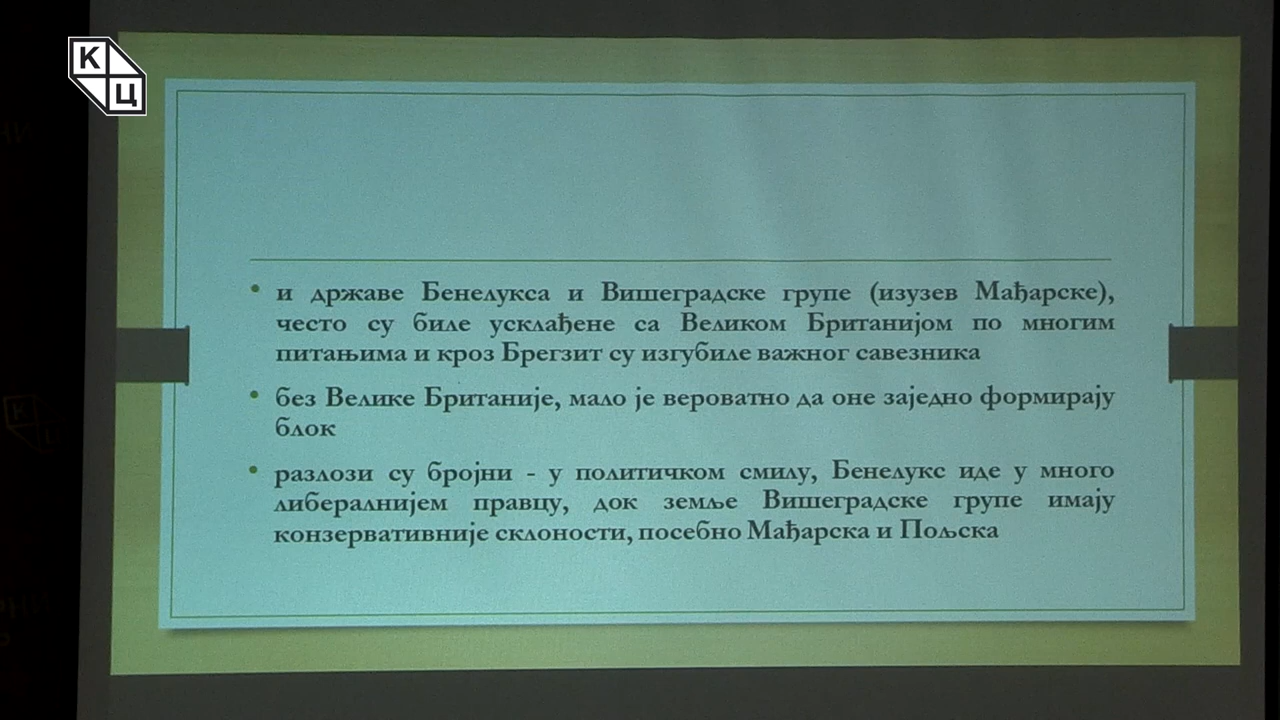 К
Ц
• и државе Бенелукса и Вишеградске групе (изузев Мађарске),
често су биле усклађене са Великом Британијом по многим
питањима и кроз Брегзит су изгубиле важног савезника
• без Велике Британије, мало је вероватно да оне заједно формирају
блок
• разлози су бројни - у политичком смилу, Бенелукс иде у много
либералнијем правцу, док земље Вишеградске групе имају
конзервативније склоности, посебно Мађарска и Пољска